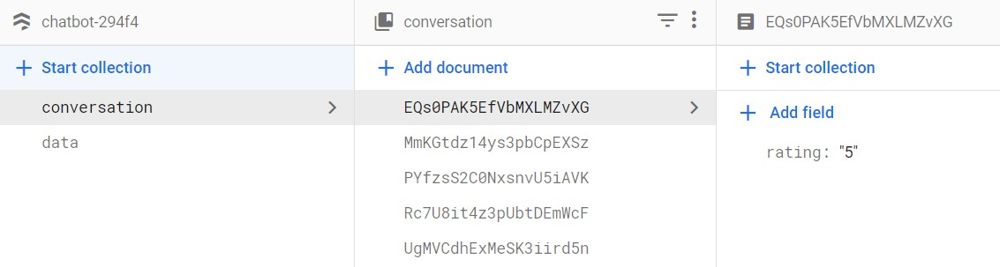 chatbot-294f4
Start collection
conversation
data
conversation
Add document
EQs0PAK5EfVbMXLMZvXG
MmKGtdz14ys3pbCpEXSz
PYfzsS2C0NxsnvU5iAVK
Rc7U8it4z3pUbtDEmWcF
UgMVCdhExMeSK3iird5n
EQs0PAK5EfVbMXLMZvXG
Start collection
Add field
rating: "5"